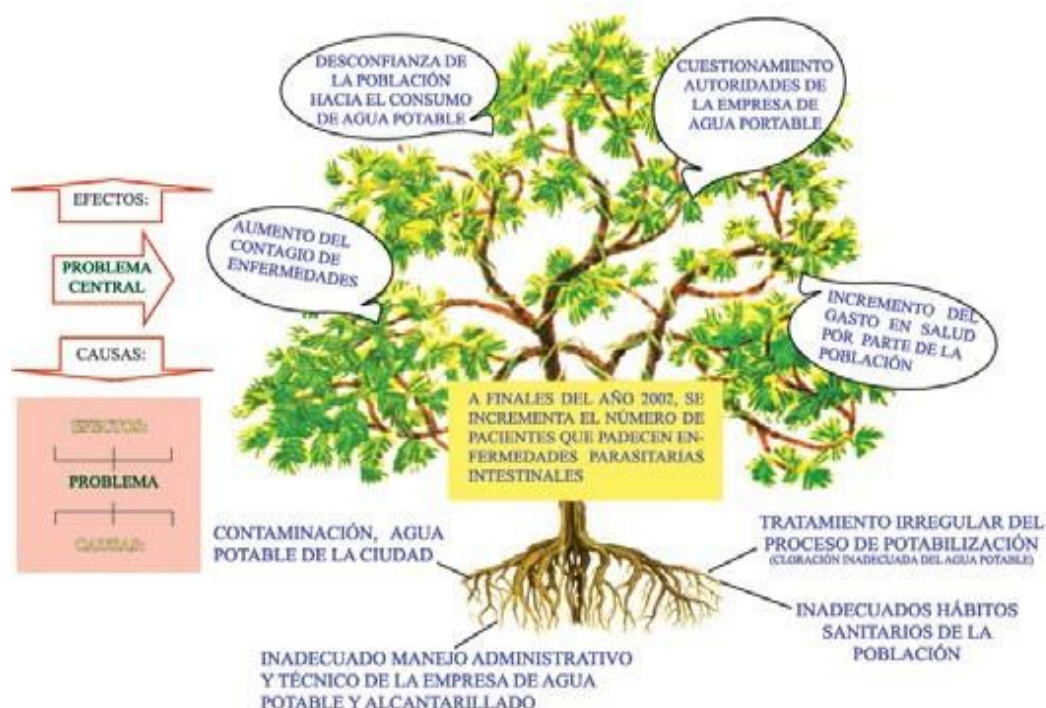 DESCONFIANZA DE
LA POBLACIÓN
HACIA EL CONSUMO
DE AGUA POTABLE
CUESTIONAMIENTO
AUTORIDADES DE
LA EMPRESA DE
AGUA PORTABLE
EFECTOS:
PROBLEMA
CENTRAL
CAUSAS:
AUMENTO DEL
CONTAGIO DE
ENFERMEDADES
INCREMENTO DEL
GASTO EN SALUD
POR PARTE DE LA
POBLACIÓN
EFECTOS:
PROBLEMA
CAUSAS:
A FINALES DEL AÑO 2002, SE
INCREMENTA EL NÚMERO DE
PACIENTES QUE PADECEN EN-
FERMEDADES PARASITARIAS
INTESTINALES
CONTAMINACIÓN, AGUA
POTABLE DE LA CIUDAD
TRATAMIENTO IRREGULAR DEL
PROCESO DE POTABILIZACIÓN
(CLORACIÓN INADECUADA DEL AGUA POTABLE)
INADECUADOS HÁBITOS
SANITARIOS DE LA
POBLACIÓN
INADECUADO MANEJO ADMINISTRATIVO
Y TÉCNICO DE LA EMPRESA DE AGUA
POTABLE Y ALCANTARILLADO